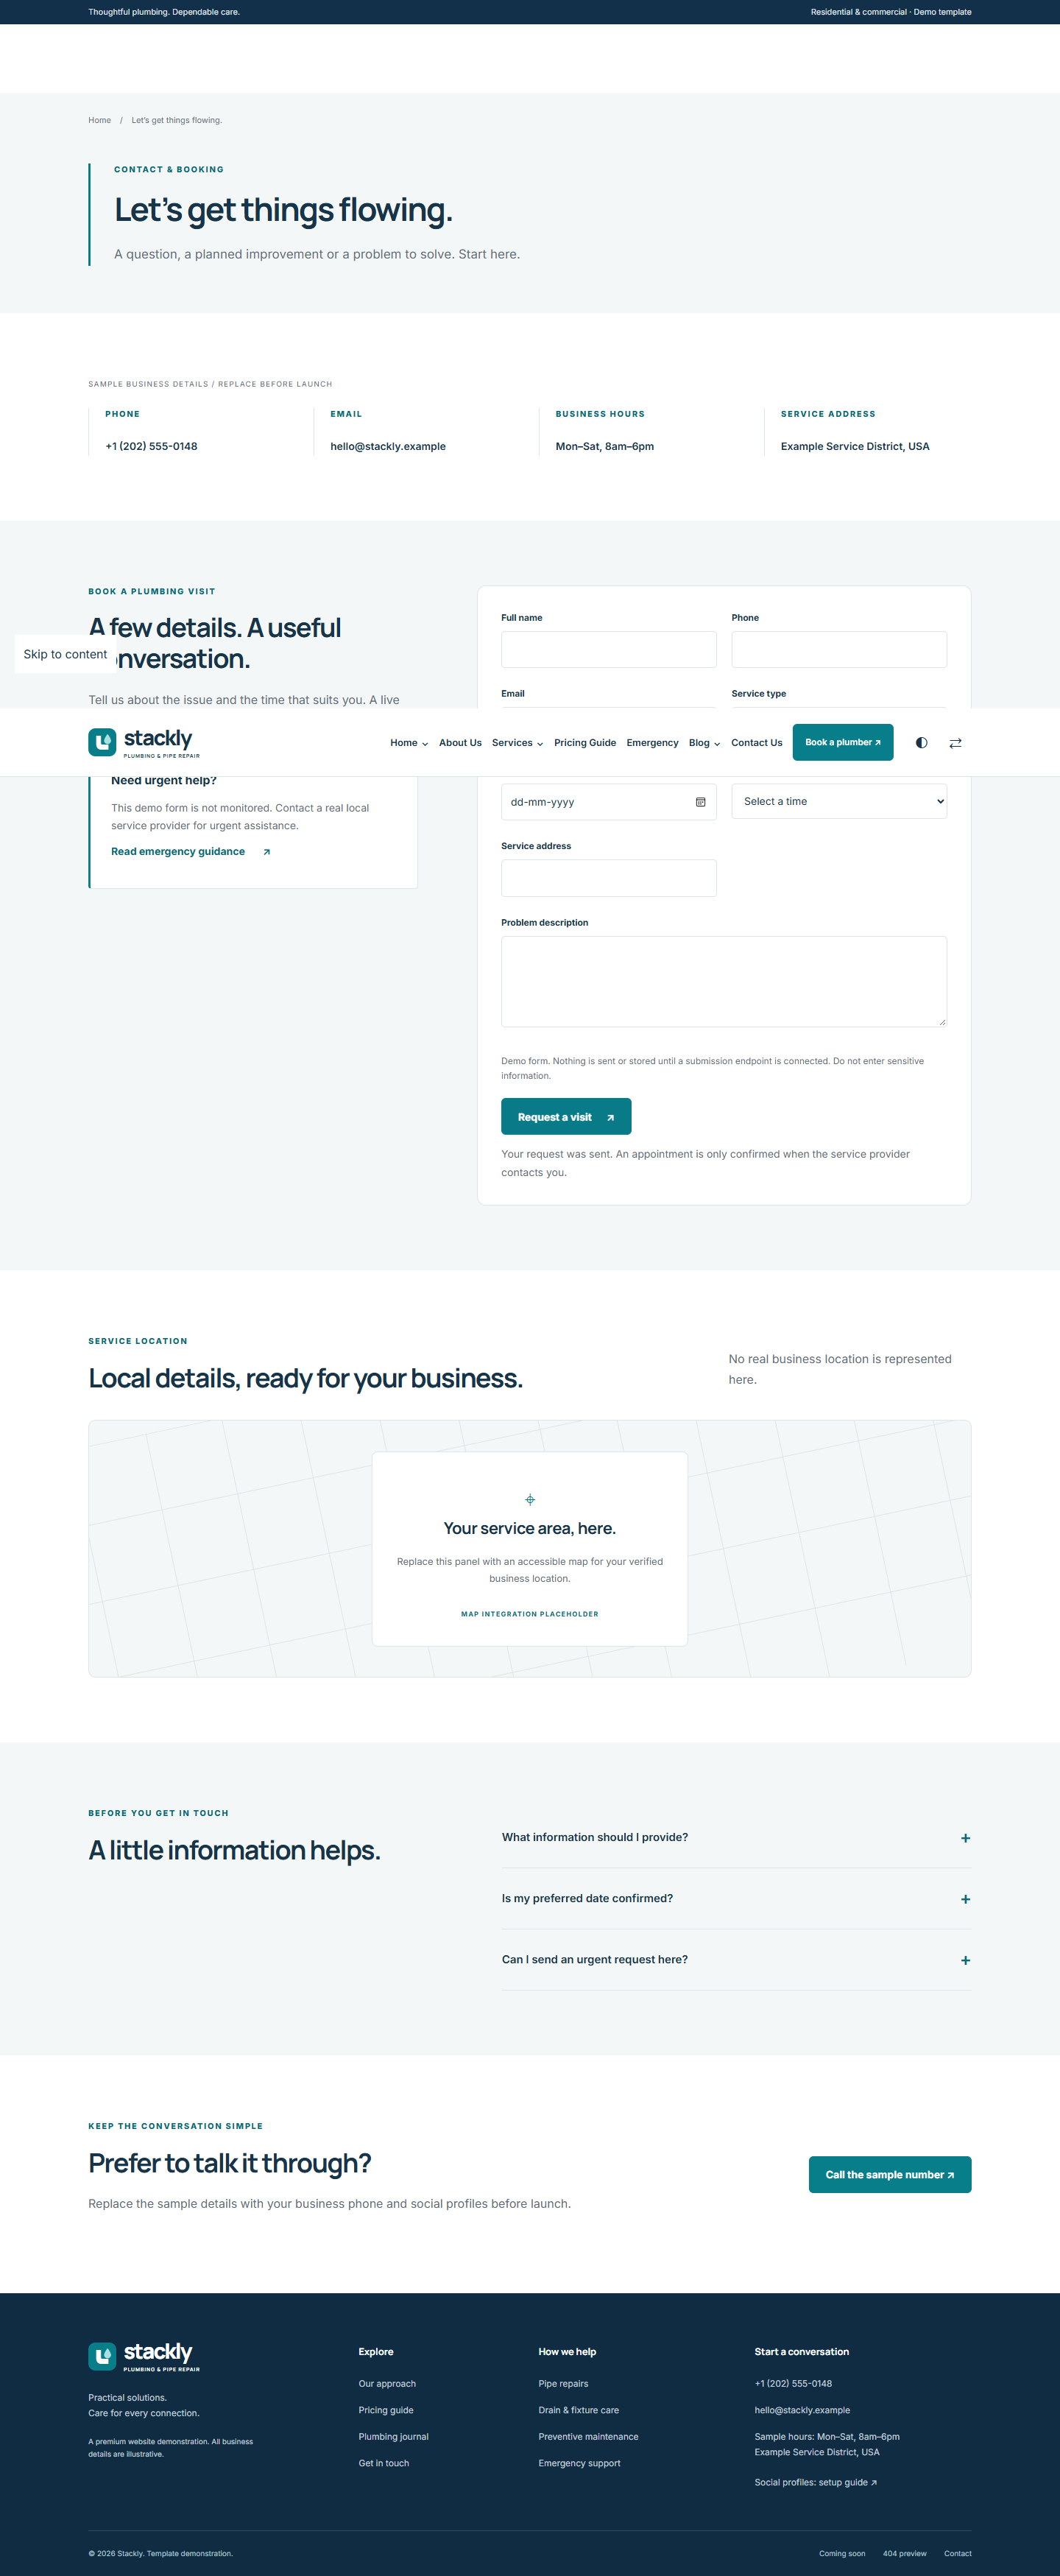 Thoughtful plumbing. Dependable care.
Residential & commercial · Demo template
Home / Let's get things flowing.
CONTACT & BOOKING
Let's get things flowing.
A question, a planned improvement or a problem to solve. Start here.
SAMPLE BUSINESS DETAILS / REPLACE BEFORE LAUNCH
PHONE
+1 (202) 555-0148
EMAIL
hello@stackly.example
BUSINESS HOURS
Mon–Sat, 8am–6pm
SERVICE ADDRESS
Example Service District, USA
BOOK A PLUMBING VISIT
A few details. A useful
nversation.
Skip to content
Tell us about the issue and the time that suits you. A live
Full name
Phone
Email
Service type
stackly
PLUMBING & PIPE REPAIR
Home About Us Services Pricing Guide Emergency Blog Contact Us Book a plumber ↗
Need urgent help?
This demo form is not monitored. Contact a real local
service provider for urgent assistance.
Read emergency guidance ↗
dd-mm-yyyy
Select a time
Service address
Problem description
Demo form. Nothing is sent or stored until a submission endpoint is connected. Do not enter sensitive
information.
Request a visit ↗
Your request was sent. An appointment is only confirmed when the service provider
contacts you.
SERVICE LOCATION
Local details, ready for your business.
No real business location is represented
here.
Your service area, here.
Replace this panel with an accessible map for your verified
business location.
MAP INTEGRATION PLACEHOLDER
BEFORE YOU GET IN TOUCH
A little information helps.
What information should I provide? +
Is my preferred date confirmed? +
Can I send an urgent request here? +
KEEP THE CONVERSATION SIMPLE
Prefer to talk it through?
Replace the sample details with your business phone and social profiles before launch.
Call the sample number ↗
stackly
PLUMBING & PIPE REPAIR
Practical solutions.
Care for every connection.
A premium website demonstration. All business
details are illustrative.
Explore
Our approach
Pricing guide
Plumbing journal
Get in touch
How we help
Pipe repairs
Drain & fixture care
Preventive maintenance
Emergency support
Start a conversation
+1 (202) 555-0148
hello@stackly.example
Sample hours: Mon–Sat, 8am–6pm
Example Service District, USA
Social profiles: setup guide ↗
© 2026 Stackly. Template demonstration.
Coming soon 404 preview Contact